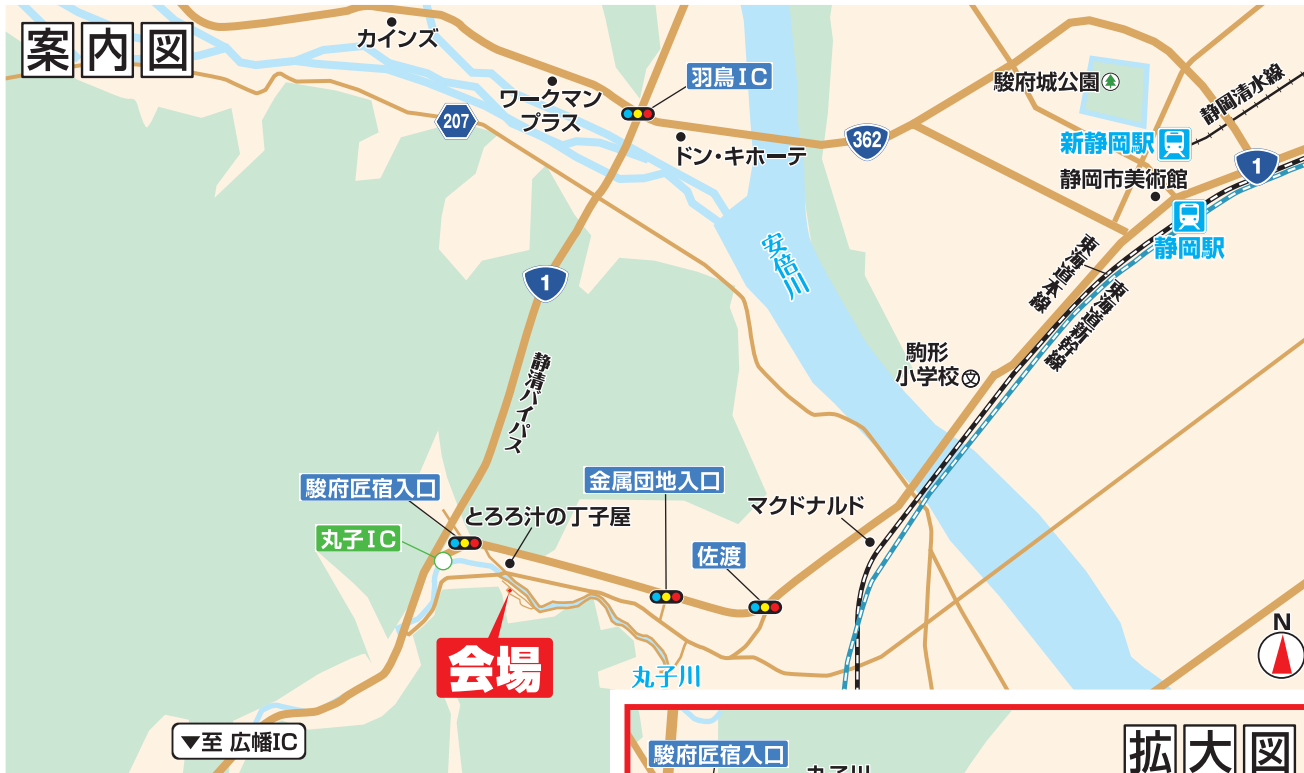 案内図
カインズ
ワークマン
プラス
羽鳥IC
207
ドン・キホーテ
362
駿府城公園
静岡清水線
新静岡駅
1
静岡市美術館
静岡駅
安倍川
東海道本線
東海道新幹線
1
静清バイパス
駒形
小学校
文
駿府匠宿入口
金属団地入口
とろろ汁の丁子屋
マクドナルド
丸子IC
佐渡
会場
丸子川
N
▼至 広幡IC
拡大図
駿府匠宿入口
丸子川